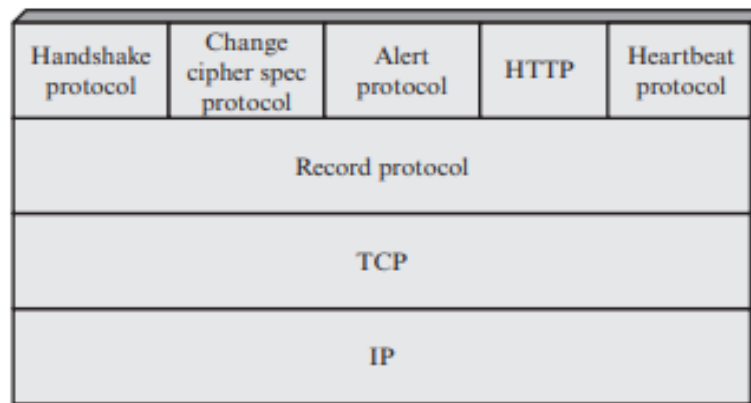 Handshake
protocol
Change
cipher spec
protocol
Alert
protocol
HTTP
Heartbeat
protocol
Record protocol
TCP
IP